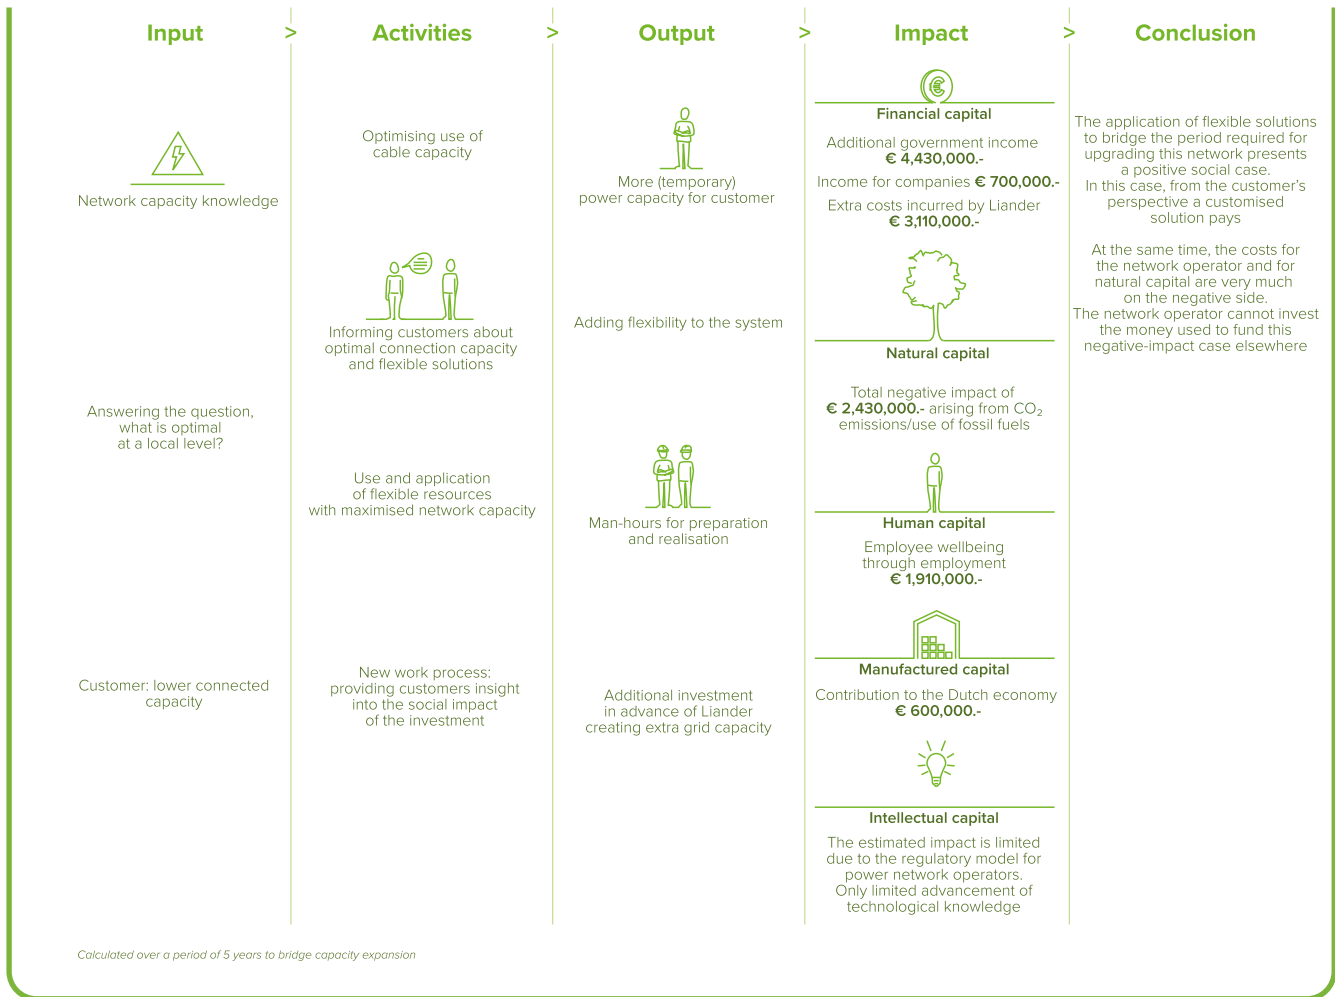 Input
>
Activities
>
Output
>
Impact
>
Conclusion
Network capacity knowledge
Answering the question,
what is optimal
at a local level?
Customer: lower connected
capacity
Optimising use of
cable capacity
Informing customers about
optimal connection capacity
and flexible solutions
Use and application
of flexible resources
with maximised network capacity
New work process:
providing customers insight
into the social impact
of the investment
More (temporary)
power capacity for customer
Adding flexibility to the system
Man-hours for preparation
and realisation
Additional investment
in advance of Liander
creating extra grid capacity
€
Financial capital
Additional government income
€ 4,430,000.-
Income for companies € 700,000.-
Extra costs incurred by Liander
€ 3,110,000.-
Natural capital
Total negative impact of
€ 2,430,000.- arising from CO₂
emissions/use of fossil fuels
Human capital
Employee wellbeing
through employment
€ 1,910,000.-
Manufactured capital
Contribution to the Dutch economy
€ 600,000.-
Intellectual capital
The estimated impact is limited
due to the regulatory model for
power network operators.
Only limited advancement of
technological knowledge
The application of flexible solutions
to bridge the period required for
upgrading this network presents
a positive social case.
In this case, from the customer's
perspective a customised
solution pays
At the same time, the costs for
the network operator and for
natural capital are very much
on the negative side.
The network operator cannot invest
the money used to fund this
negative-impact case elsewhere
Calculated over a period of 5 years to bridge capacity expansion